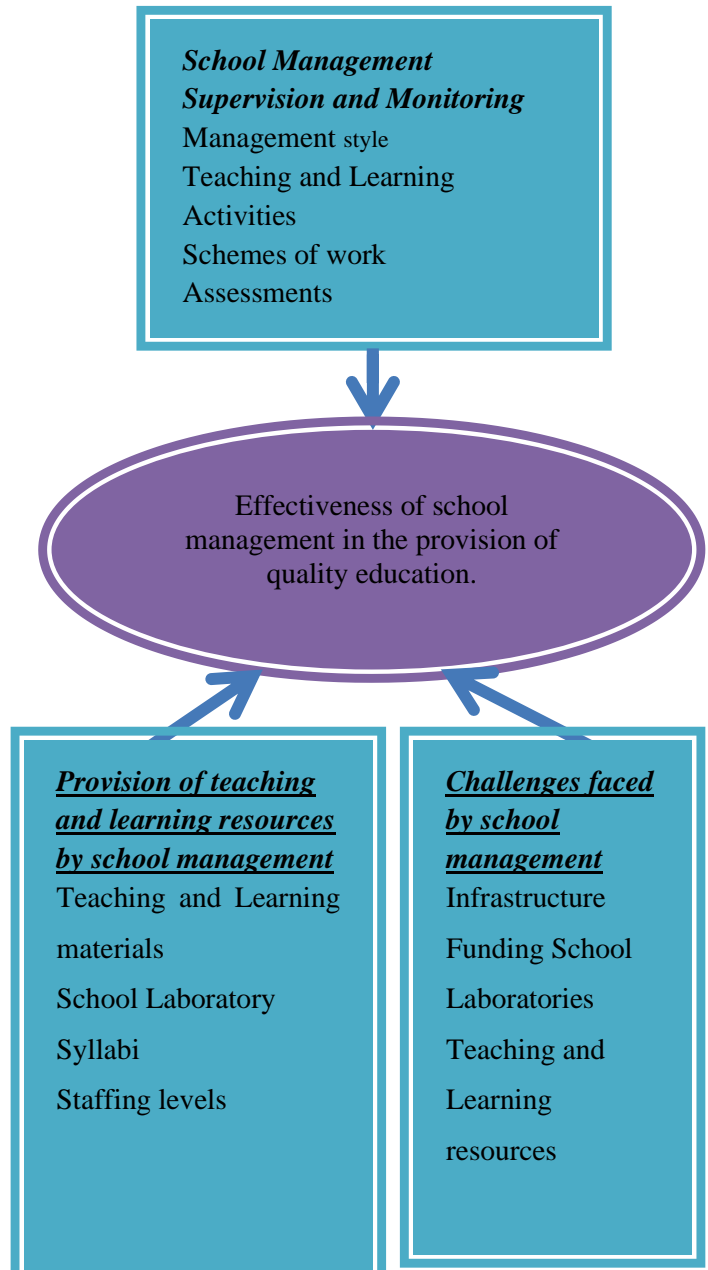 School Management
Supervision and Monitoring
Management style
Teaching and Learning
Activities
Schemes of work
Assessments
Effectiveness of school
management in the provision of
quality education.
Provision of teaching
and learning resources
by school management
Teaching and Learning
materials
School Laboratory
Syllabi
Staffing levels
Challenges faced
by school
management
Infrastructure
Funding School
Laboratories
Teaching and
Learning
resources